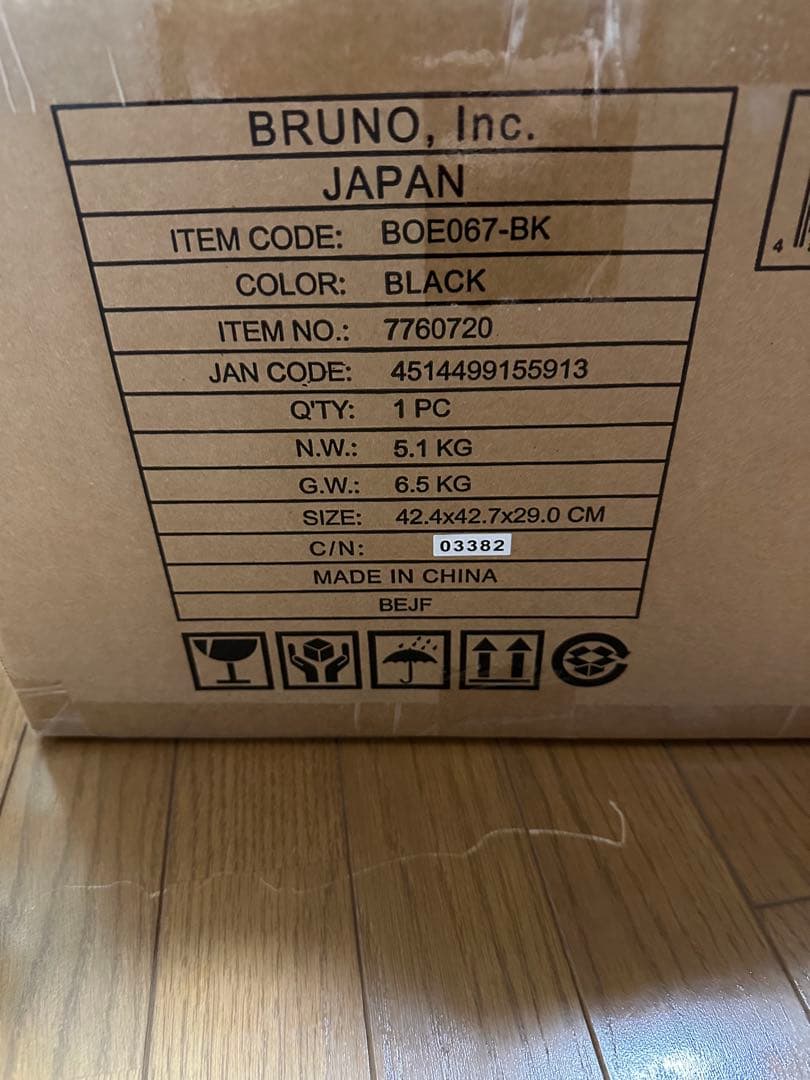 BRUNO, Inc.
JAPAN
ITEM CODE: BOE067-BK
COLOR: BLACK
ITEM NO.: 7760720
JAN CODE: 4514499155913
Q'TY: 1 PC
N.W.: 5.1 KG
G.W.: 6.5 KG
SIZE: 42.4x42.7x29.0 CM
C/N: 03382
MADE IN CHINA
BEJF
4